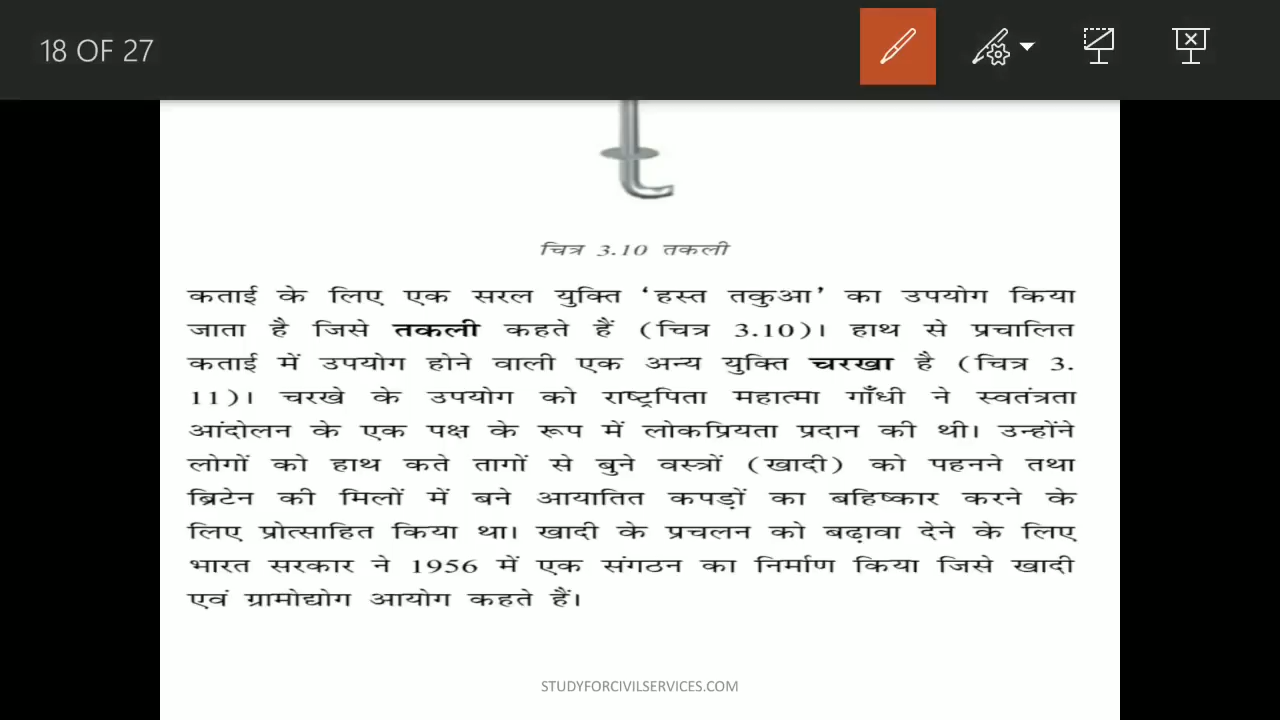 18 OF 27
चित्र 3.10 तकली
कताई के लिए एक सरल युक्ति ‘हस्त तकुआ’ का उपयोग किया
जाता है जिसे तकली कहते हैं (चित्र 3.10)। हाथ से प्रचालित
कताई में उपयोग होने वाली एक अन्य युक्ति चरखा है (चित्र 3.
11)। चरखे के उपयोग को राष्ट्रपिता महात्मा गाँधी ने स्वतंत्रता
आंदोलन के एक पक्ष के रूप में लोकप्रियता प्रदान की थी। उन्होंने
लोगों को हाथ कते तागों से बुने वस्त्रों (खादी) को पहनने तथा
ब्रिटेन की मिलों में बने आयातित कपड़ों का बहिष्कार करने के
लिए प्रोत्साहित किया था। खादी के प्रचलन को बढ़ावा देने के लिए
भारत सरकार ने 1956 में एक संगठन का निर्माण किया जिसे खादी
एवं ग्रामोद्योग आयोग कहते हैं।
STUDYFORCIVILSERVICES.COM